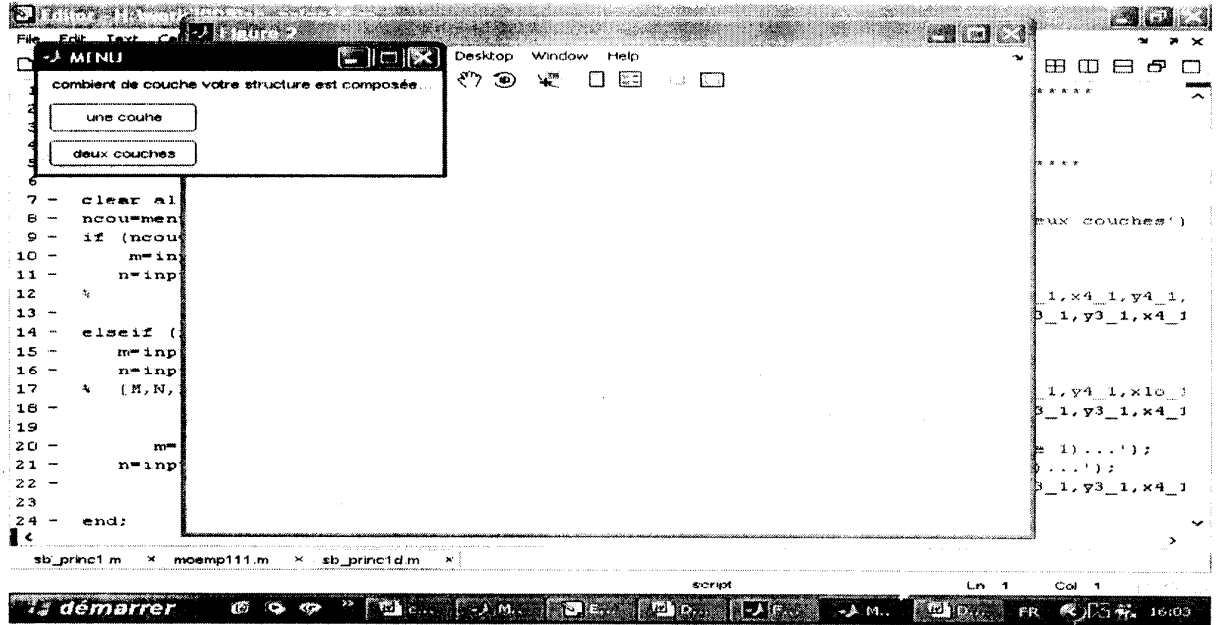 Editor
Figure 2
File Edit Text
MENU
Desktop Window Help
combient de couche votre structure est composée...
une couhe
deux couches
*****
****
6
7 - clear al
8 - ncou=men
eux couches')
9 - if (ncou
10 - m=in
11 - n=inp
12 %
_1,x4_1,y4_1,
13 -
3_1,y3_1,x4_1
14 - elseif (
15 - m=inp
16 - n=inp
17 % [M,N,
_1,y4_1,xlo_1
18 -
3_1,y3_1,x4_1
19
20 - m=
e 1)...');
21 - n=inp
)...');
22 -
3_1,y3_1,x4_1
23
24 - end;
sb_princ1.m × moemp111.m × sb_princ1d.m ×
script Ln 1 Col 1
démarrer » c... M... E... D... F... M... D... FR 16:03